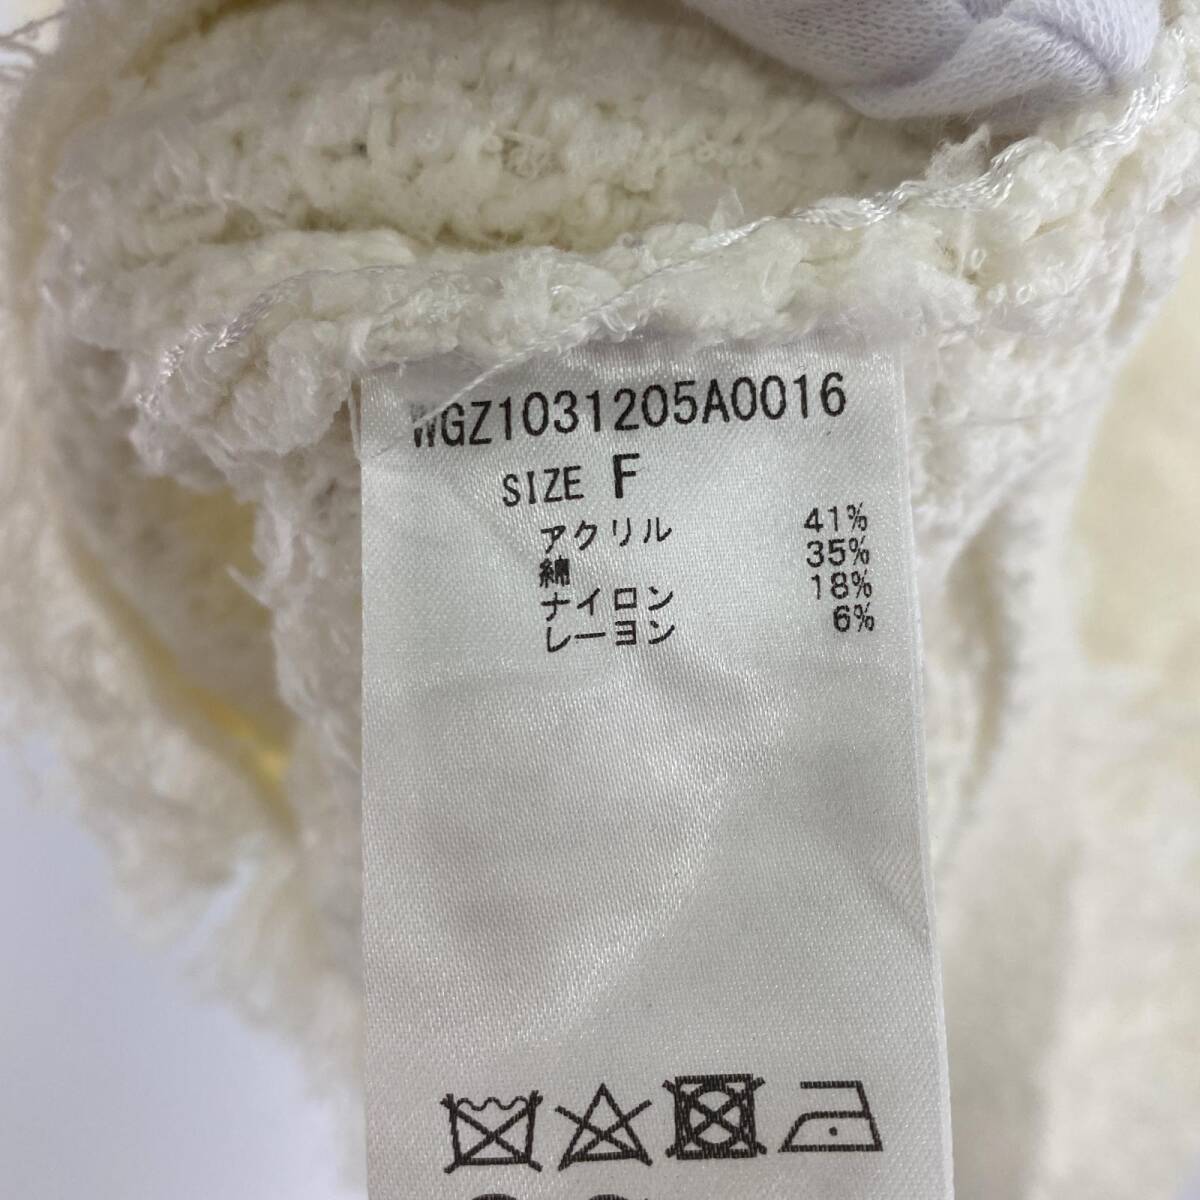 WGZ1031205A0016
SIZE F
アクリル 41%
綿 35%
ナイロン 18%
レーヨン 6%